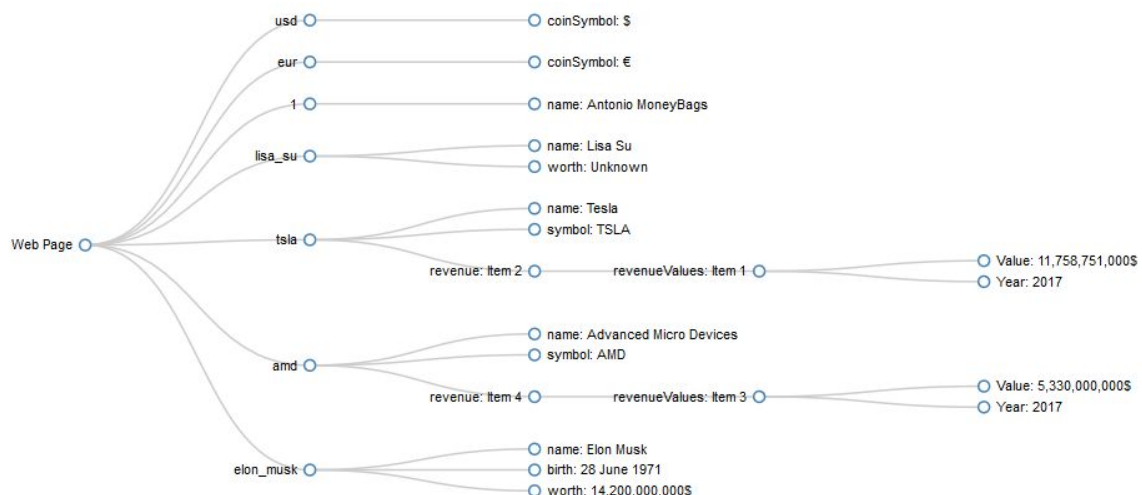 usd
coinSymbol: $
eur
coinSymbol: €
1
name: Antonio MoneyBags
lisa_su
name: Lisa Su
worth: Unknown
Web Page
tsla
name: Tesla
symbol: TSLA
revenue: Item 2
revenueValues: Item 1
Value: 11,758,751,000$
Year: 2017
amd
name: Advanced Micro Devices
symbol: AMD
revenue: Item 4
revenueValues: Item 3
Value: 5,330,000,000$
Year: 2017
elon_musk
name: Elon Musk
birth: 28 June 1971
worth: 14.200.000.000$